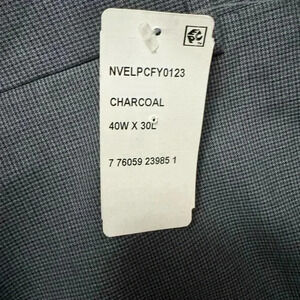 NVELPCFY0123
CHARCOAL
40W X 30L
7 76059 23985 1